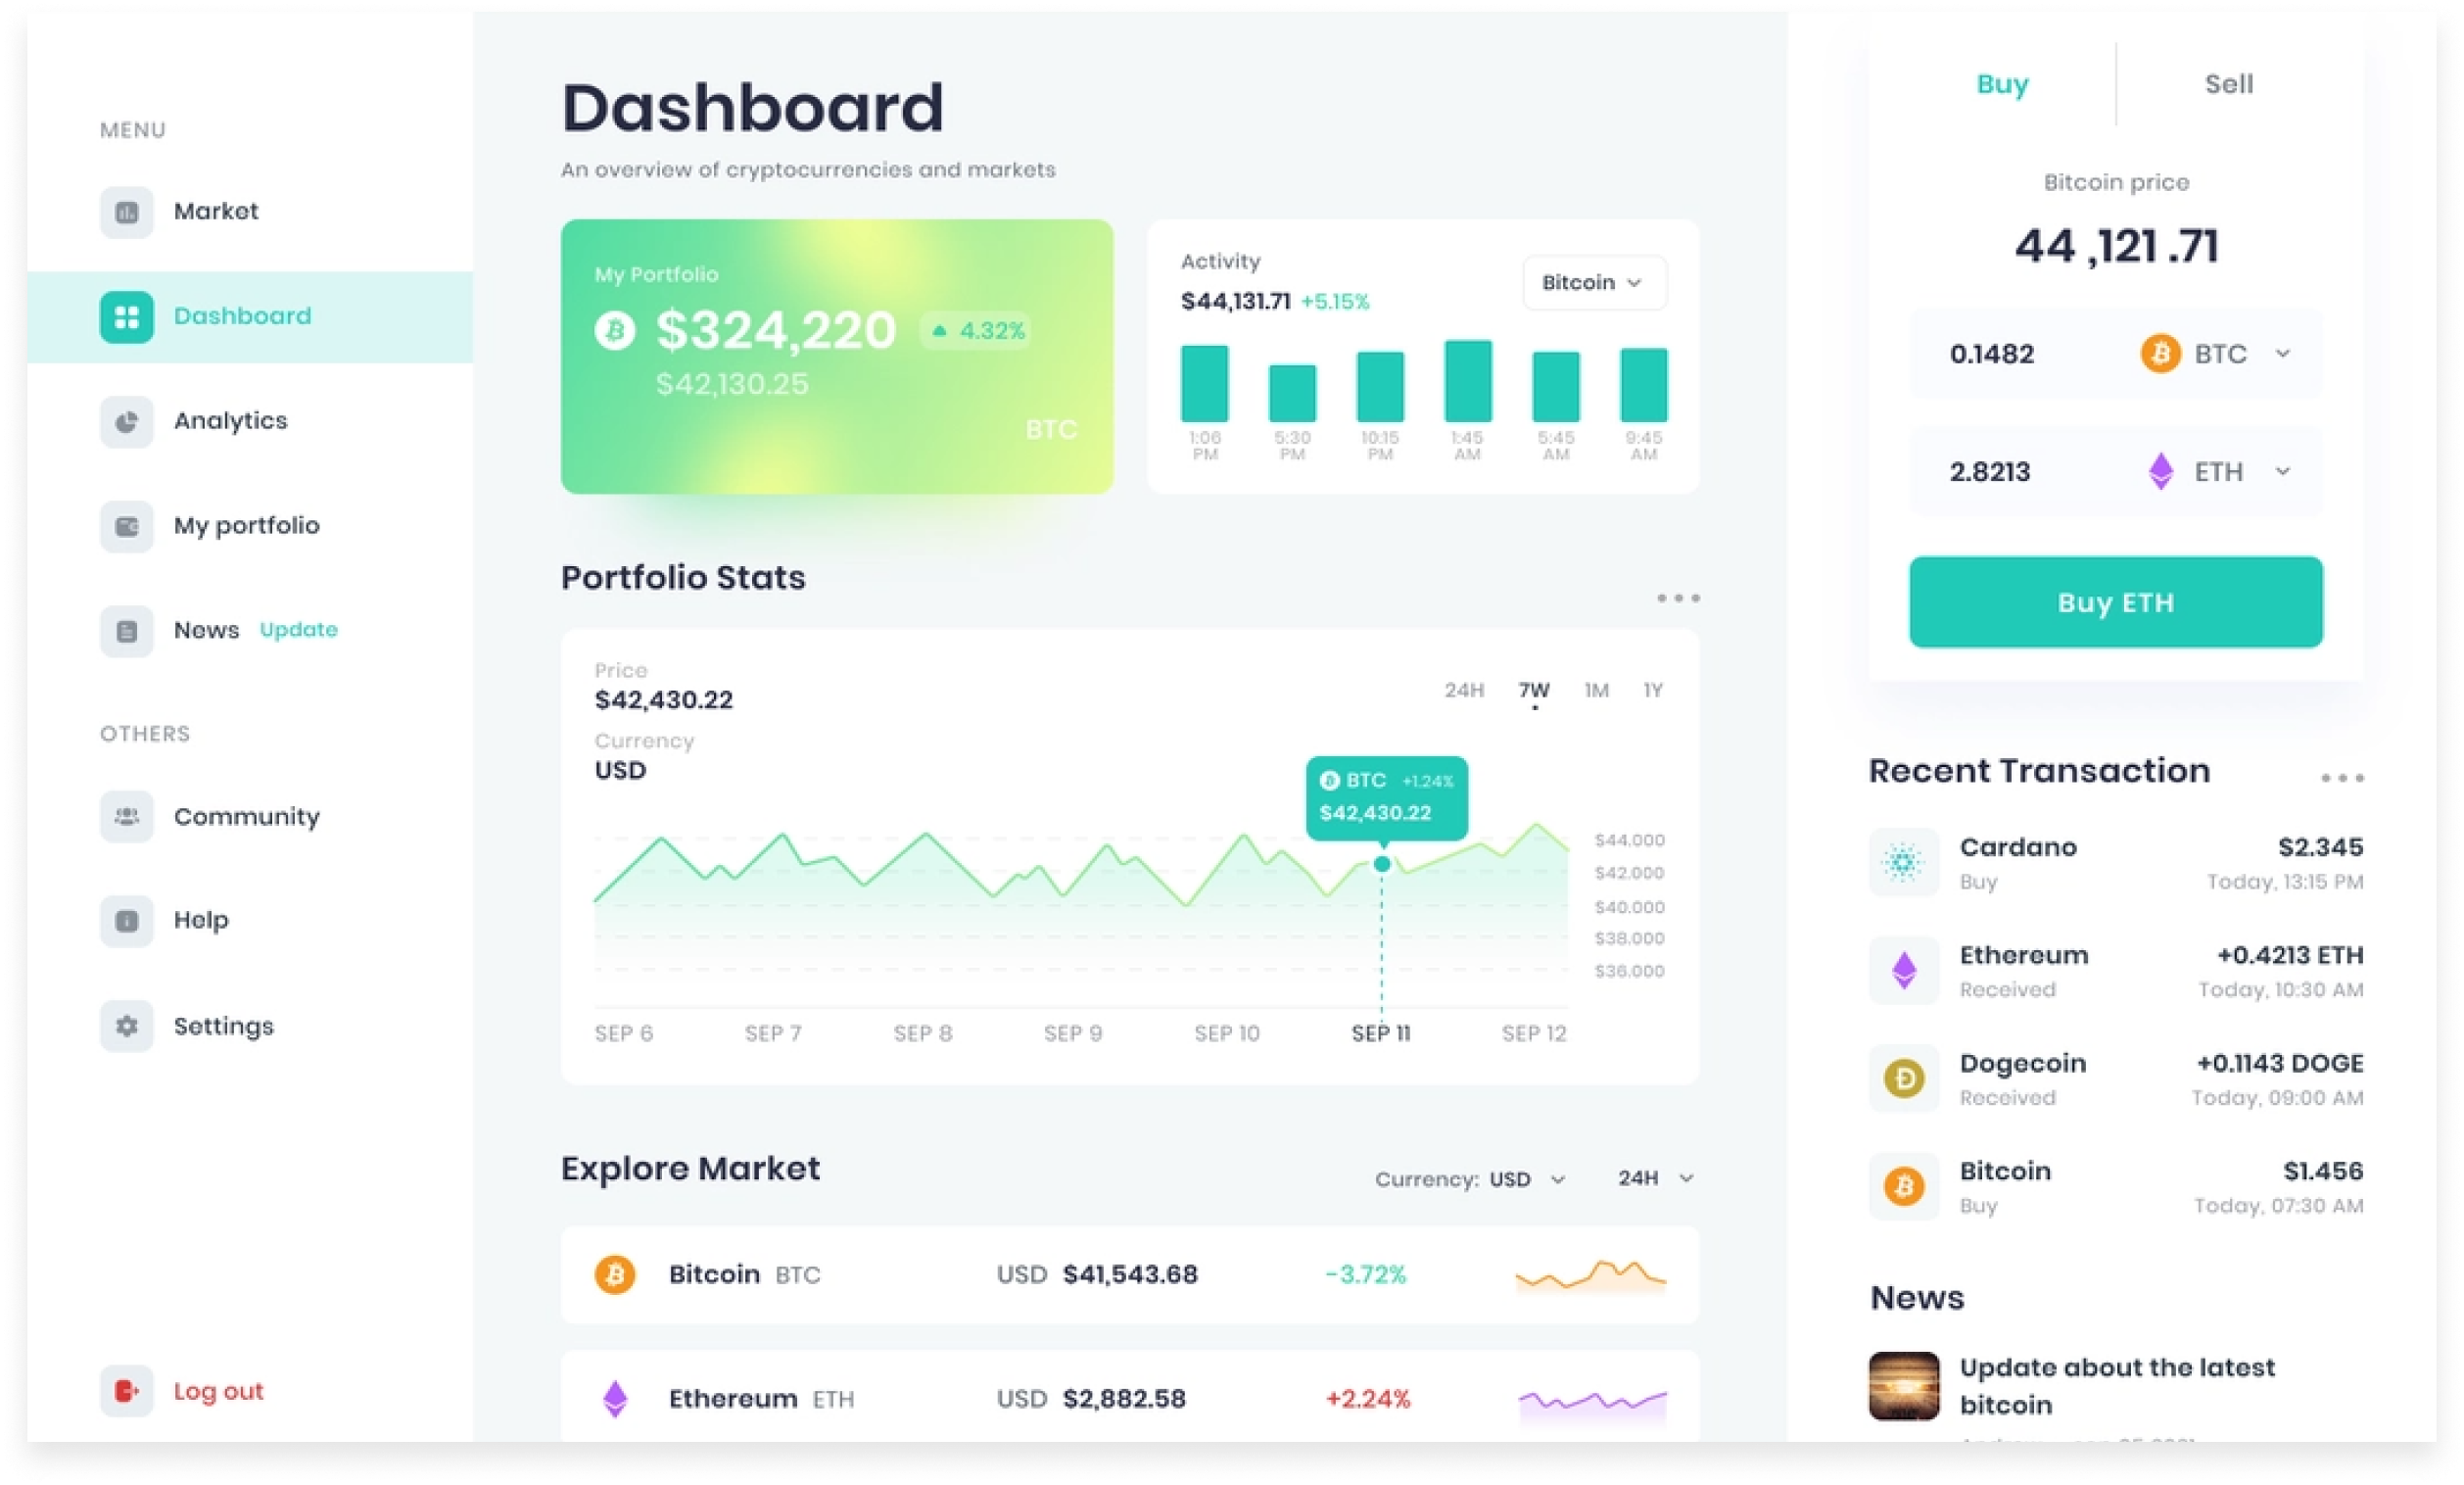 MENU
Market
Dashboard
Analytics
My portfolio
News Update
OTHERS
Community
Help
Settings
Log out
Dashboard
An overview of cryptocurrencies and markets
My Portfolio
$324,220 4.32%
$42,130.25
BTC
Activity
$44,131.71 +5.15%
Bitcoin
1:06 PM
5:30 PM
10:15 PM
1:45 AM
5:45 AM
9:45 AM
Portfolio Stats
Price
$42,430.22
Currency
USD
24H 7W 1M 1Y
BTC +1.24%
$42,430.22
$44.000
$42.000
$40.000
$38.000
$36.000
SEP 6 SEP 7 SEP 8 SEP 9 SEP 10 SEP 11 SEP 12
Explore Market
Currency: USD 24H
Bitcoin BTC USD $41,543.68 -3.72%
Ethereum ETH USD $2,882.58 +2.24%
Buy Sell
Bitcoin price
44 ,121 .71
0.1482 BTC
2.8213 ETH
Buy ETH
Recent Transaction
Cardano $2.345
Buy Today, 13:15 PM
Ethereum +0.4213 ETH
Received Today, 10:30 AM
Dogecoin +0.1143 DOGE
Received Today, 09:00 AM
Bitcoin $1.456
Buy Today, 07:30 AM
News
Update about the latest
bitcoin